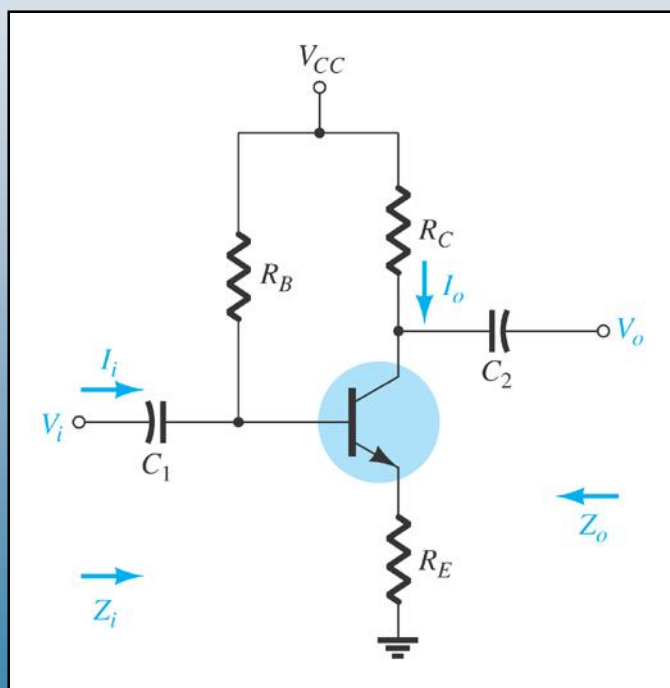 V_CC
R_C
R_B
I_o
I_i
V_o
C_2
V_i
C_1
Z_o
R_E
Z_i